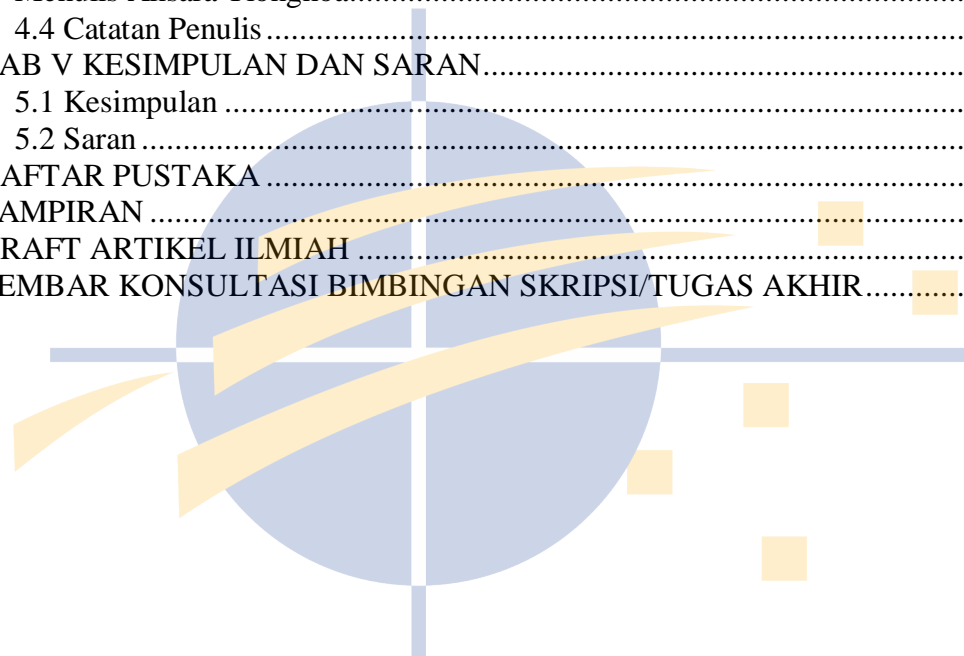 4.4 Catatan Penulis
AB V KESIMPULAN DAN SARAN
5.1 Kesimpulan
5.2 Saran
AFTAR PUSTAKA
AMPIRAN
RAFT ARTIKEL ILMIAH
EMBAR KONSULTASI BIMBINGAN SKRIPSI/TUGAS AKHIR